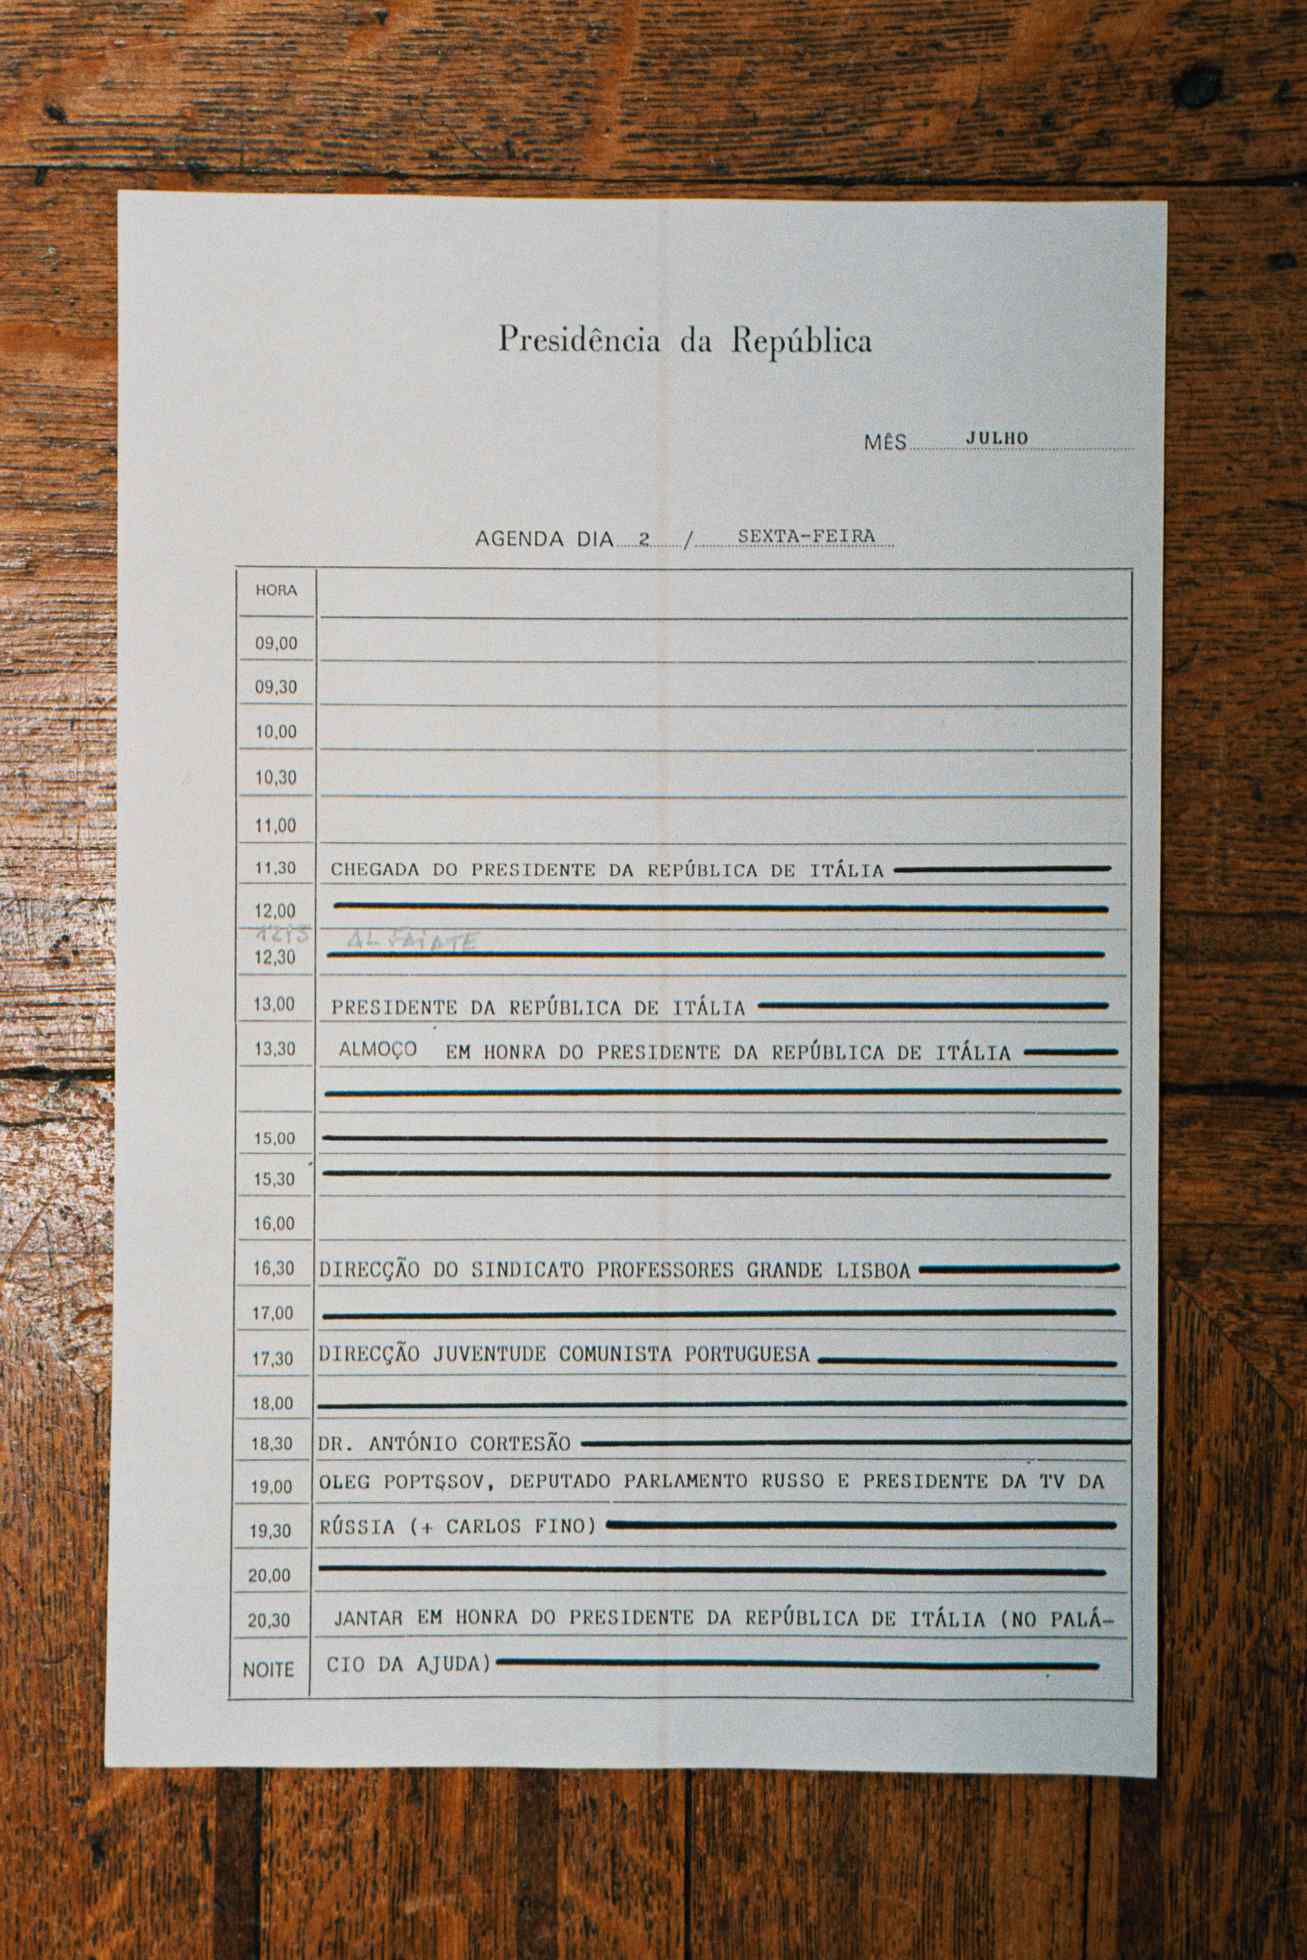 Presidência da República
MÊS JULHO
AGENDA DIA 2 / SEXTA-FEIRA
HORA
09,00
09,30
10,00
10,30
11,00
11,30 CHEGADA DO PRESIDENTE DA REPÚBLICA DE ITÁLIA
12,00
1215 ALFAIATE
12,30
13,00 PRESIDENTE DA REPÚBLICA DE ITÁLIA
13,30 ALMOÇO EM HONRA DO PRESIDENTE DA REPÚBLICA DE ITÁLIA
15,00
15,30
16,00
16,30 DIRECÇÃO DO SINDICATO PROFESSORES GRANDE LISBOA
17,00
17,30 DIRECÇÃO JUVENTUDE COMUNISTA PORTUGUESA
18,00
18,30 DR. ANTÓNIO CORTESÃO
19,00 OLEG POPTSSOV, DEPUTADO PARLAMENTO RUSSO E PRESIDENTE DA TV DA
19,30 RÚSSIA (+ CARLOS FINO)
20,00
20,30 JANTAR EM HONRA DO PRESIDENTE DA REPÚBLICA DE ITÁLIA (NO PALÁ-
NOITE CIO DA AJUDA)